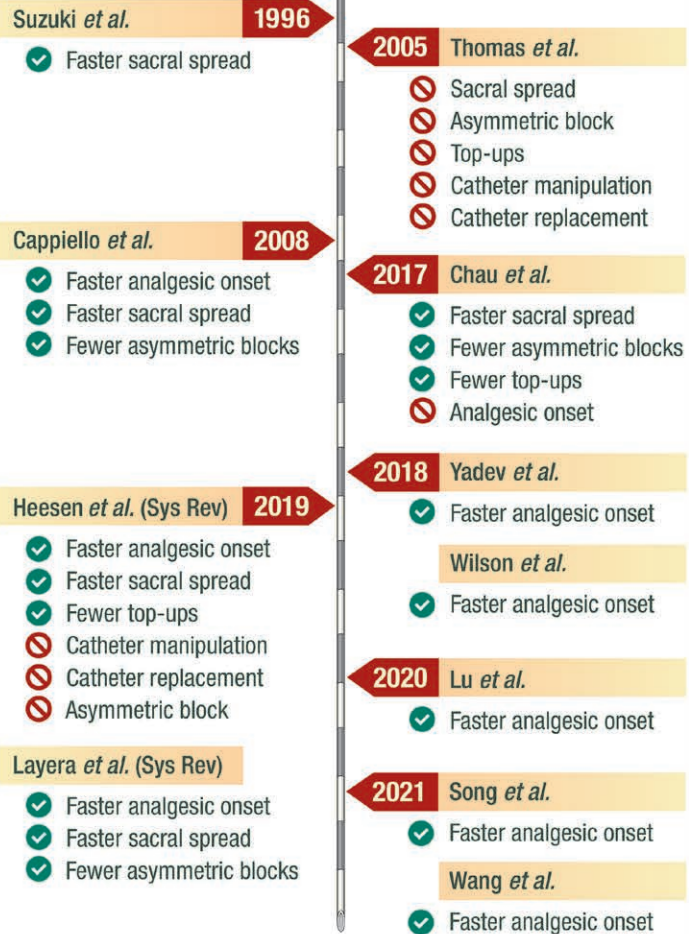 Suzuki et al. 1996
Faster sacral spread
2005 Thomas et al.
Sacral spread
Asymmetric block
Top-ups
Catheter manipulation
Catheter replacement
Cappiello et al. 2008
Faster analgesic onset
Faster sacral spread
Fewer asymmetric blocks
2017 Chau et al.
Faster sacral spread
Fewer asymmetric blocks
Fewer top-ups
Analgesic onset
2018 Yadev et al.
Faster analgesic onset
Wilson et al.
Faster analgesic onset
Heesen et al. (Sys Rev) 2019
Faster analgesic onset
Faster sacral spread
Fewer top-ups
Catheter manipulation
Catheter replacement
Asymmetric block
Layera et al. (Sys Rev)
Faster analgesic onset
Faster sacral spread
Fewer asymmetric blocks
2020 Lu et al.
Faster analgesic onset
2021 Song et al.
Faster analgesic onset
Wang et al.
Faster analgesic onset